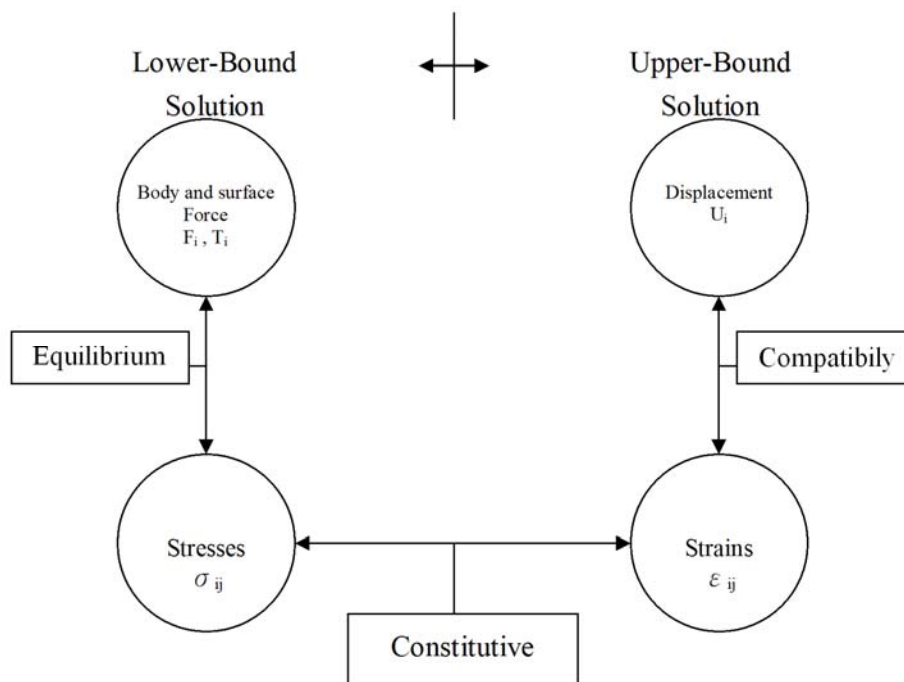 Lower-Bound
Solution
Upper-Bound
Solution
Body and surface
Force
Fᵢ , Tᵢ
Displacement
Uᵢ
Equilibrium
Compatibily
Stresses
σ ij
Strains
ε ij
Constitutive